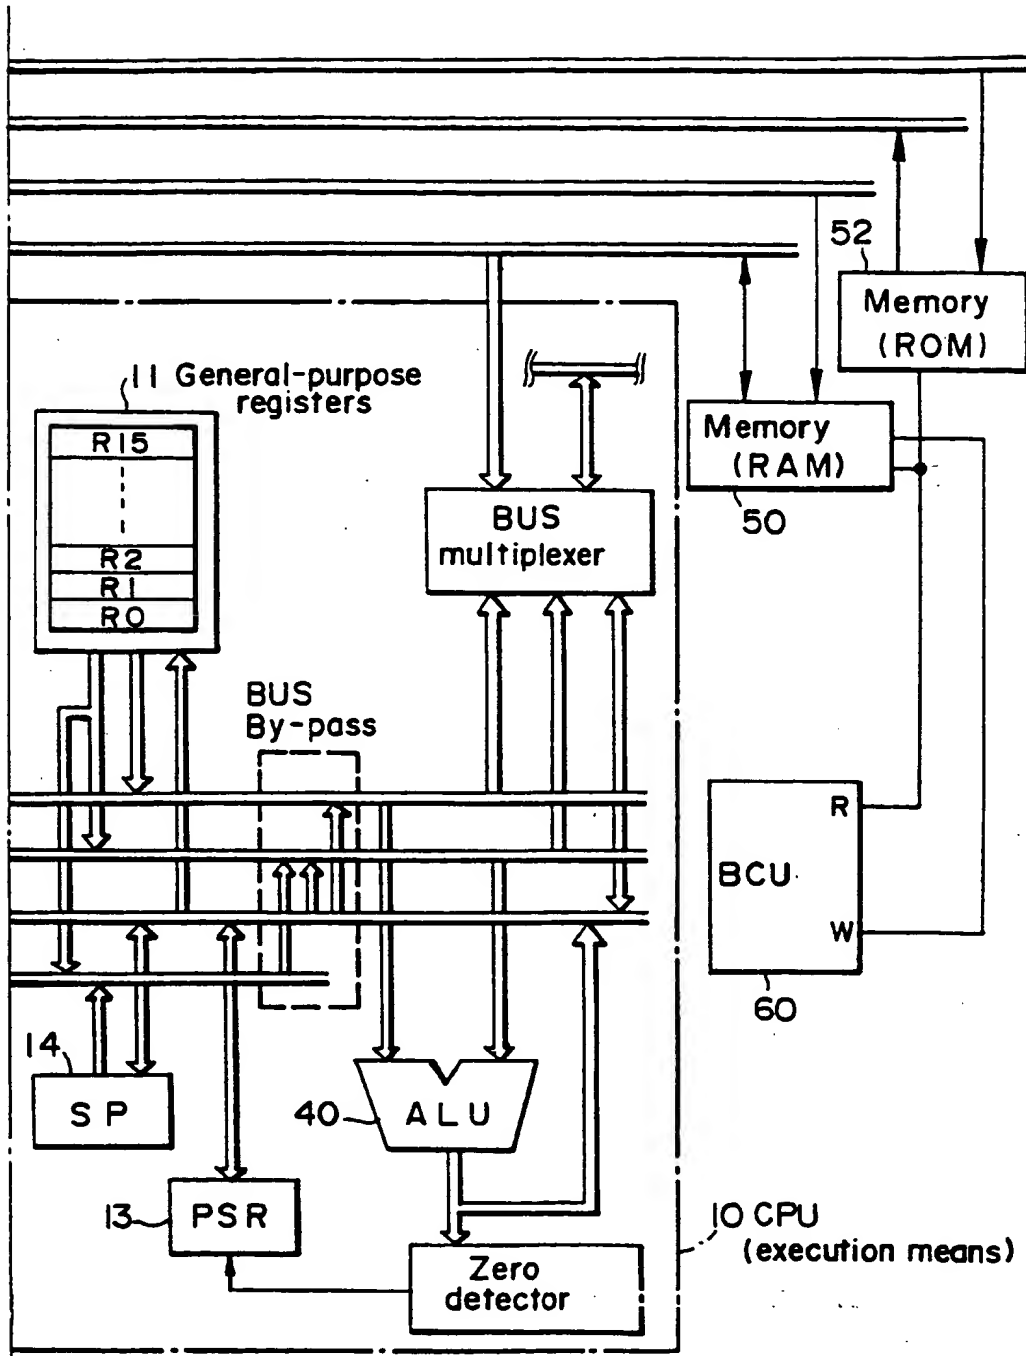 52
Memory
(ROM)
11 General-purpose
registers
R15
R2
R1
R0
BUS
multiplexer
Memory
(RAM)
50
BUS
By-pass
R
BCU
W
60
14
SP
40
ALU
13
PSR
10 CPU
(execution means)
Zero
detector